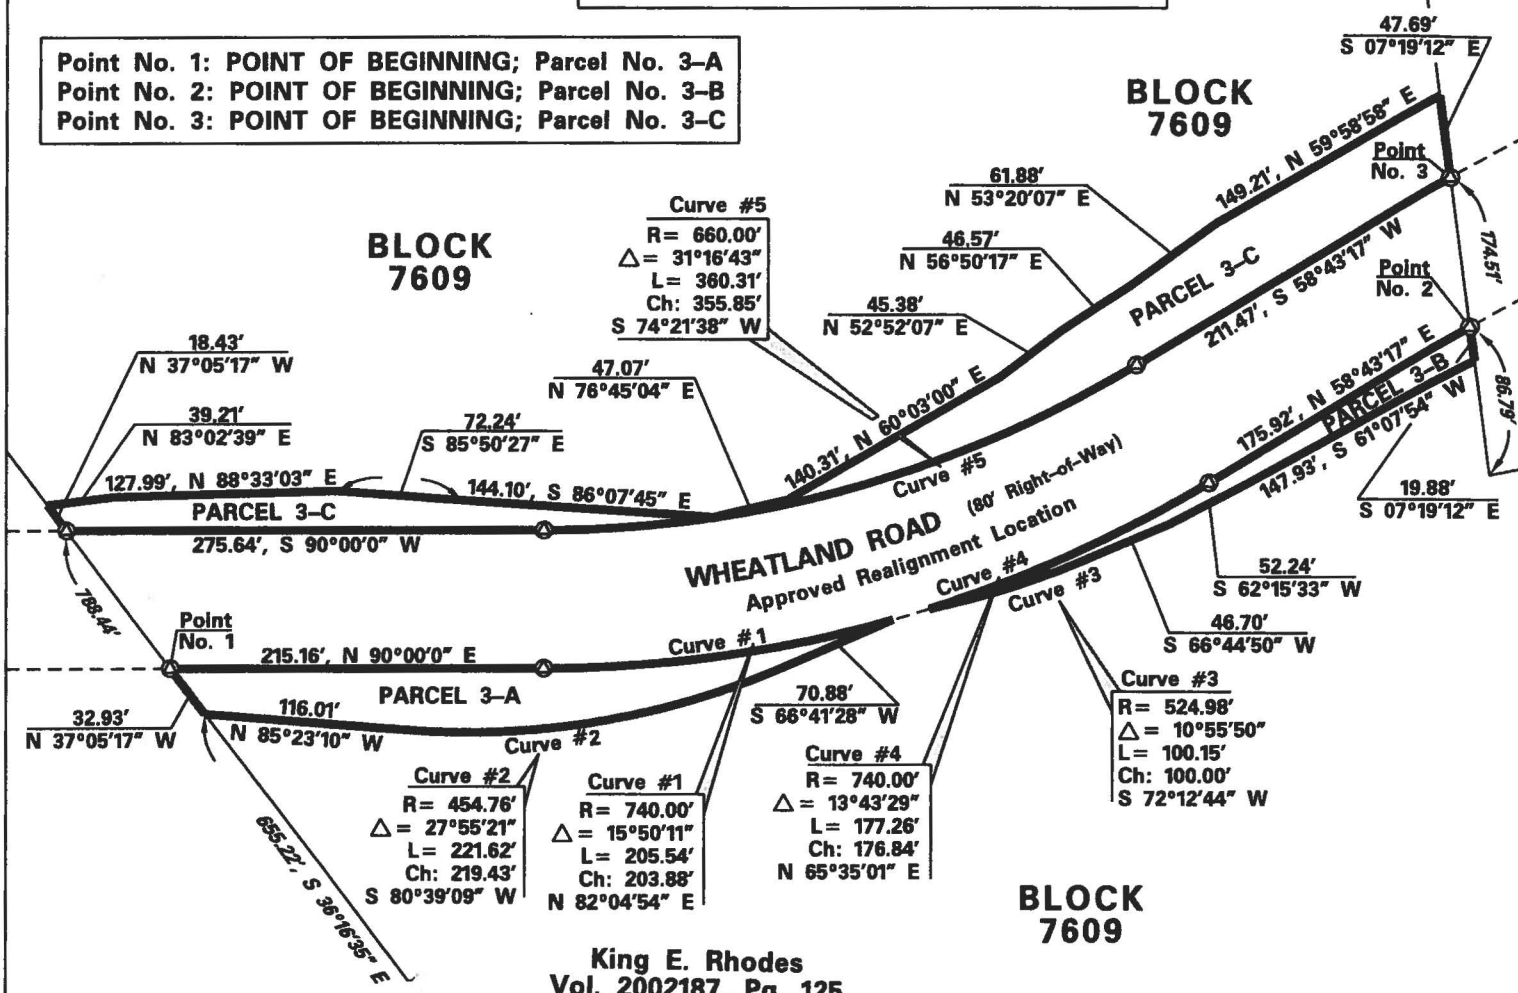 Point No. 1: POINT OF BEGINNING; Parcel No. 3–A
Point No. 2: POINT OF BEGINNING; Parcel No. 3–B
Point No. 3: POINT OF BEGINNING; Parcel No. 3–C
47.69′
S 07°19′12″ E
BLOCK
7609
149.21′, N 59°58′58″ E
Point
No. 3
61.88′
N 53°20′07″ E
Curve #5
R= 660.00′
△= 31°16′43″
L= 360.31′
Ch: 355.85′
S 74°21′38″ W
BLOCK
7609
46.57′
N 56°50′17″ E
PARCEL 3–C
211.47′, S 58°43′17″ W
174.51′
Point
No. 2
45.38′
N 52°52′07″ E
18.43′
N 37°05′17″ W
47.07′
N 76°45′04″ E
39.21′
N 83°02′39″ E
72.24′
S 85°50′27″ E
140.31′, N 60°03′00″ E
175.92′, N 58°43′17″ E
PARCEL 3–B
147.93′, S 61°07′54″ W
86.79′
127.99′, N 88°33′03″ E
144.10′, S 86°07′45″ E
Curve #5
19.88′
S 07°19′12″ E
PARCEL 3–C
275.64′, S 90°00′0″ W
WHEATLAND ROAD (80′ Right–of–Way)
Approved Realignment Location
788.44′
Curve #4
Curve #3
52.24′
S 62°15′33″ W
46.70′
S 66°44′50″ W
Point
No. 1
215.16′, N 90°00′0″ E
Curve #1
PARCEL 3–A
70.88′
S 66°41′28″ W
32.93′
N 37°05′17″ W
116.01′
N 85°23′10″ W
Curve #2
Curve #3
R= 524.98′
△= 10°55′50″
L= 100.15′
Ch: 100.00′
S 72°12′44″ W
Curve #2
R= 454.76′
△= 27°55′21″
L= 221.62′
Ch: 219.43′
S 80°39′09″ W
Curve #1
R= 740.00′
△= 15°50′11″
L= 205.54′
Ch: 203.88′
N 82°04′54″ E
Curve #4
R= 740.00′
△= 13°43′29″
L= 177.26′
Ch: 176.84′
N 65°35′01″ E
655.22′, S 36°16′35″ E
BLOCK
7609
King E. Rhodes
Vol. 2002187, Pg. 125